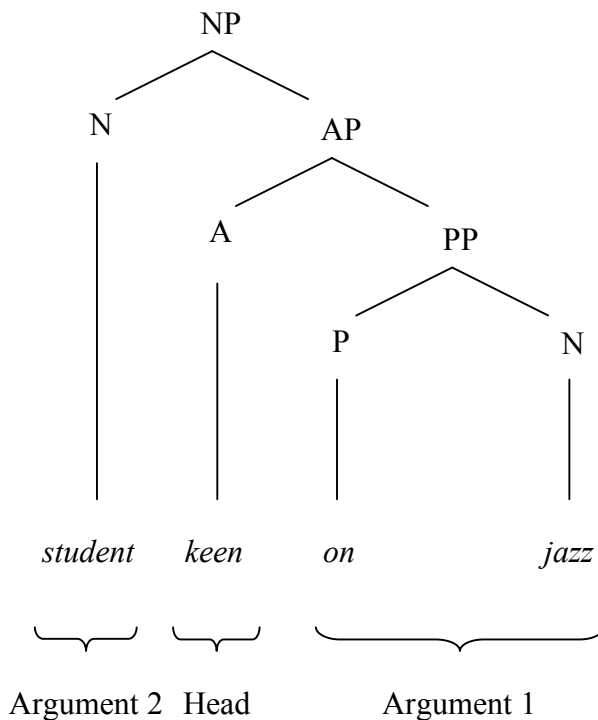 NP
N AP
A PP
P N
student keen on jazz
Argument 2 Head Argument 1